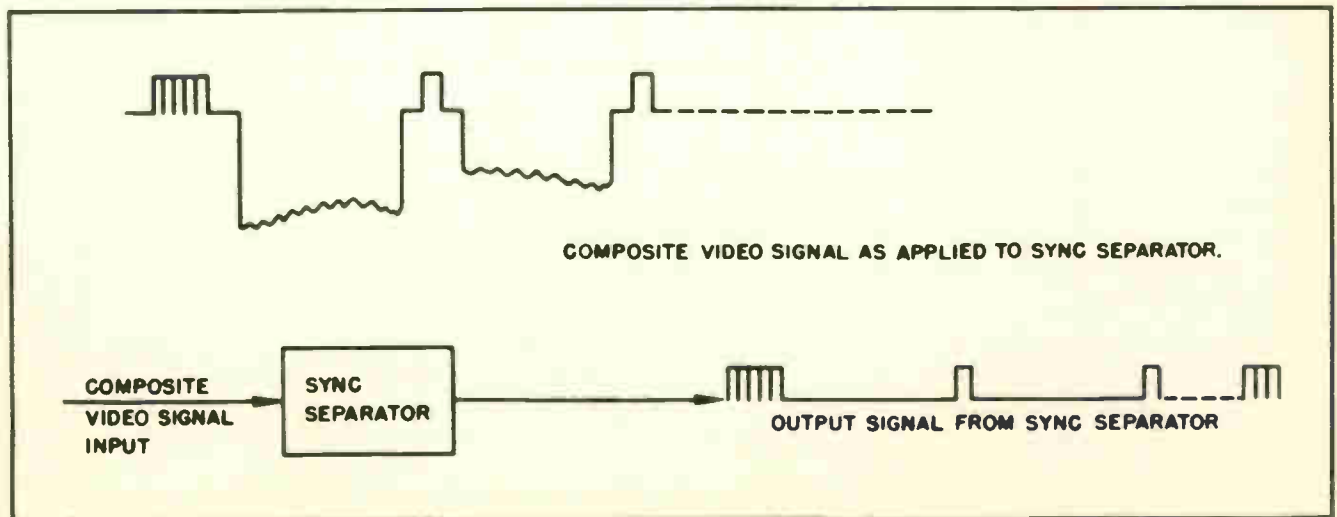 COMPOSITE VIDEO SIGNAL AS APPLIED TO SYNC SEPARATOR.
COMPOSITE
VIDEO SIGNAL
INPUT
SYNC
SEPARATOR
OUTPUT SIGNAL FROM SYNC SEPARATOR